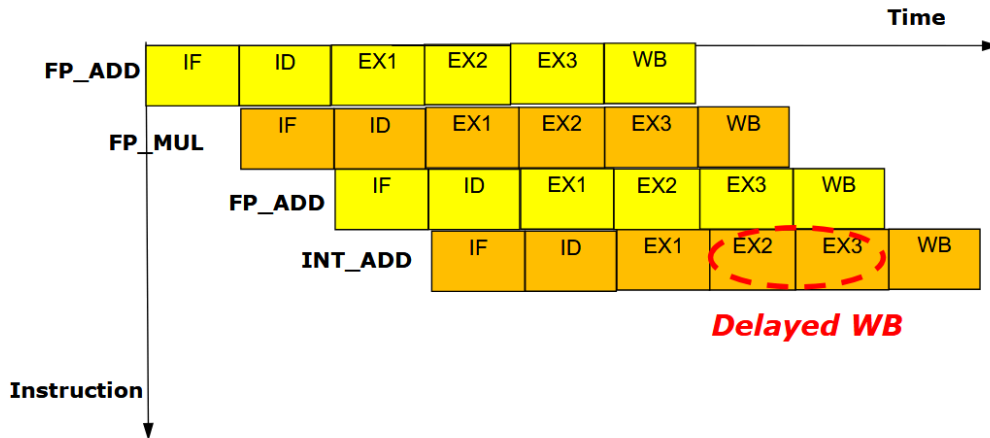 Time
FP_ADD IF ID EX1 EX2 EX3 WB
FP_MUL IF ID EX1 EX2 EX3 WB
FP_ADD IF ID EX1 EX2 EX3 WB
INT_ADD IF ID EX1 EX2 EX3 WB
Delayed WB
Instruction